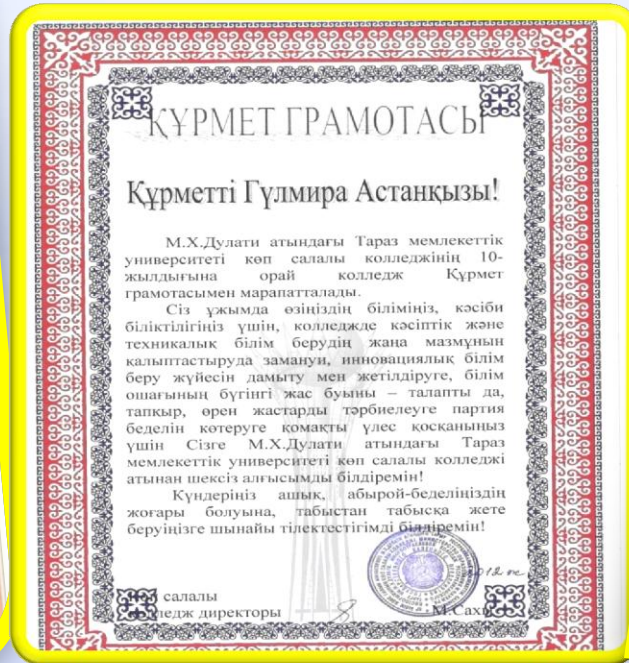 ҚҰРМЕТ ГРАМОТАСЫ
Құрметті Гүлмира Астанқызы!
М.Х.Дулати атындағы Тараз мемлекеттік
университеті көп салалы колледжінің 10-
жылдығына орай колледж Құрмет
грамотасымен марапатталады.
Сіз ұжымда өзіңіздің біліміңіз, кәсіби
біліктілігіңіз үшін, колледжде кәсіптік және
техникалық білім берудің жаңа мазмұнын
қалыптастыруда замануи, инновациялық білім
беру жүйесін дамыту мен жетілдіруге, білім
ошағының бүгінгі жас буыны – талапты да,
тапқыр, өрен жастарды тәрбиелеуге партия
беделін көтеруге қомақты үлес қосқаныңыз
үшін Сізге М.Х.Дулати атындағы Тараз
мемлекеттік университеті көп салалы колледжі
атынан шексіз алғысымды білдіремін!
Күндеріңіз ашық, абырой-беделіңіздің
жоғары болуына, табыстан табысқа жете
беруіңізге шынайы тілектестігімді білдіремін!
2012 ж
салалы
директоры